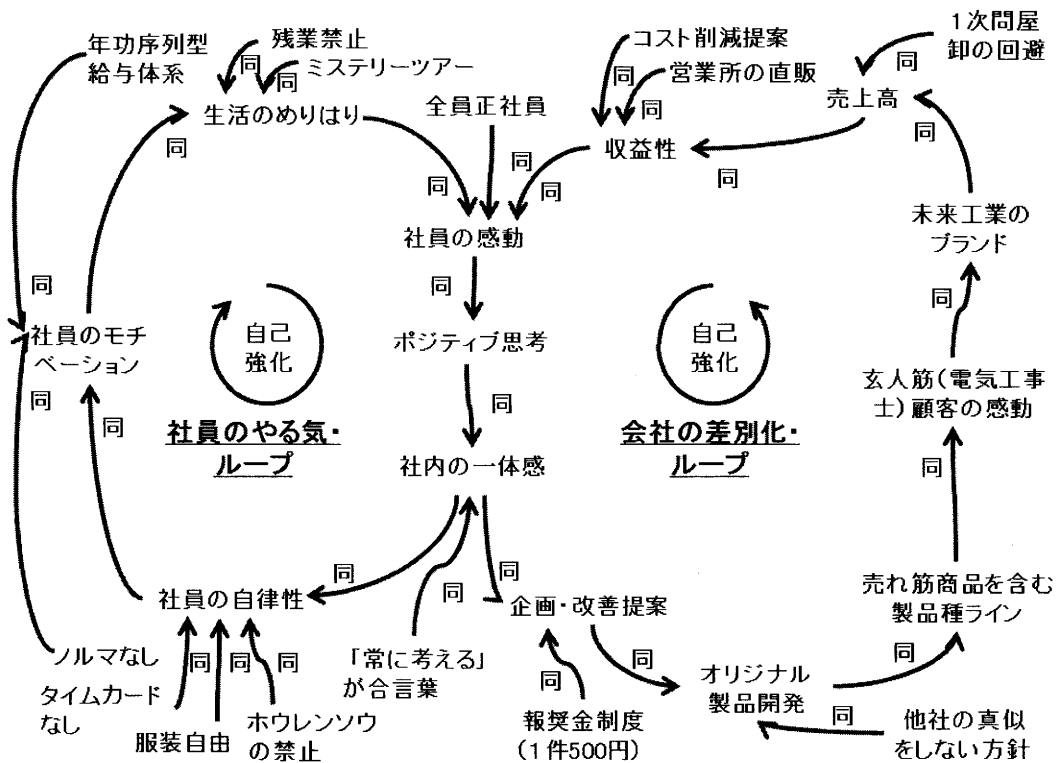 年功序列型
給与体系
残業禁止
同
ミステリーツアー
同
生活のめりはり
同
全員正社員
同
コスト削減提案
同
営業所の直販
同
収益性
同
1次問屋
卸の回避
同
売上高
同
同
同
社員の感動
同
未来工業の
ブランド
同
同
社員のモチ
ベーション
同
自己
強化
ポジティブ思考
同
自己
強化
玄人筋(電気工事
士)顧客の感動
同
同
社員のやる気・
ループ
社内の一体感
会社の差別化・
ループ
同
同
同
社員の自律性
企画・改善提案
売れ筋商品を含む
製品種ライン
ノルマなし
タイムカード
なし
同
同
同
服装自由
ホウレンソウ
の禁止
「常に考える」
が合言葉
同
報奨金制度
(1件500円)
同
オリジナル
製品開発
同
同
他社の真似
をしない方針